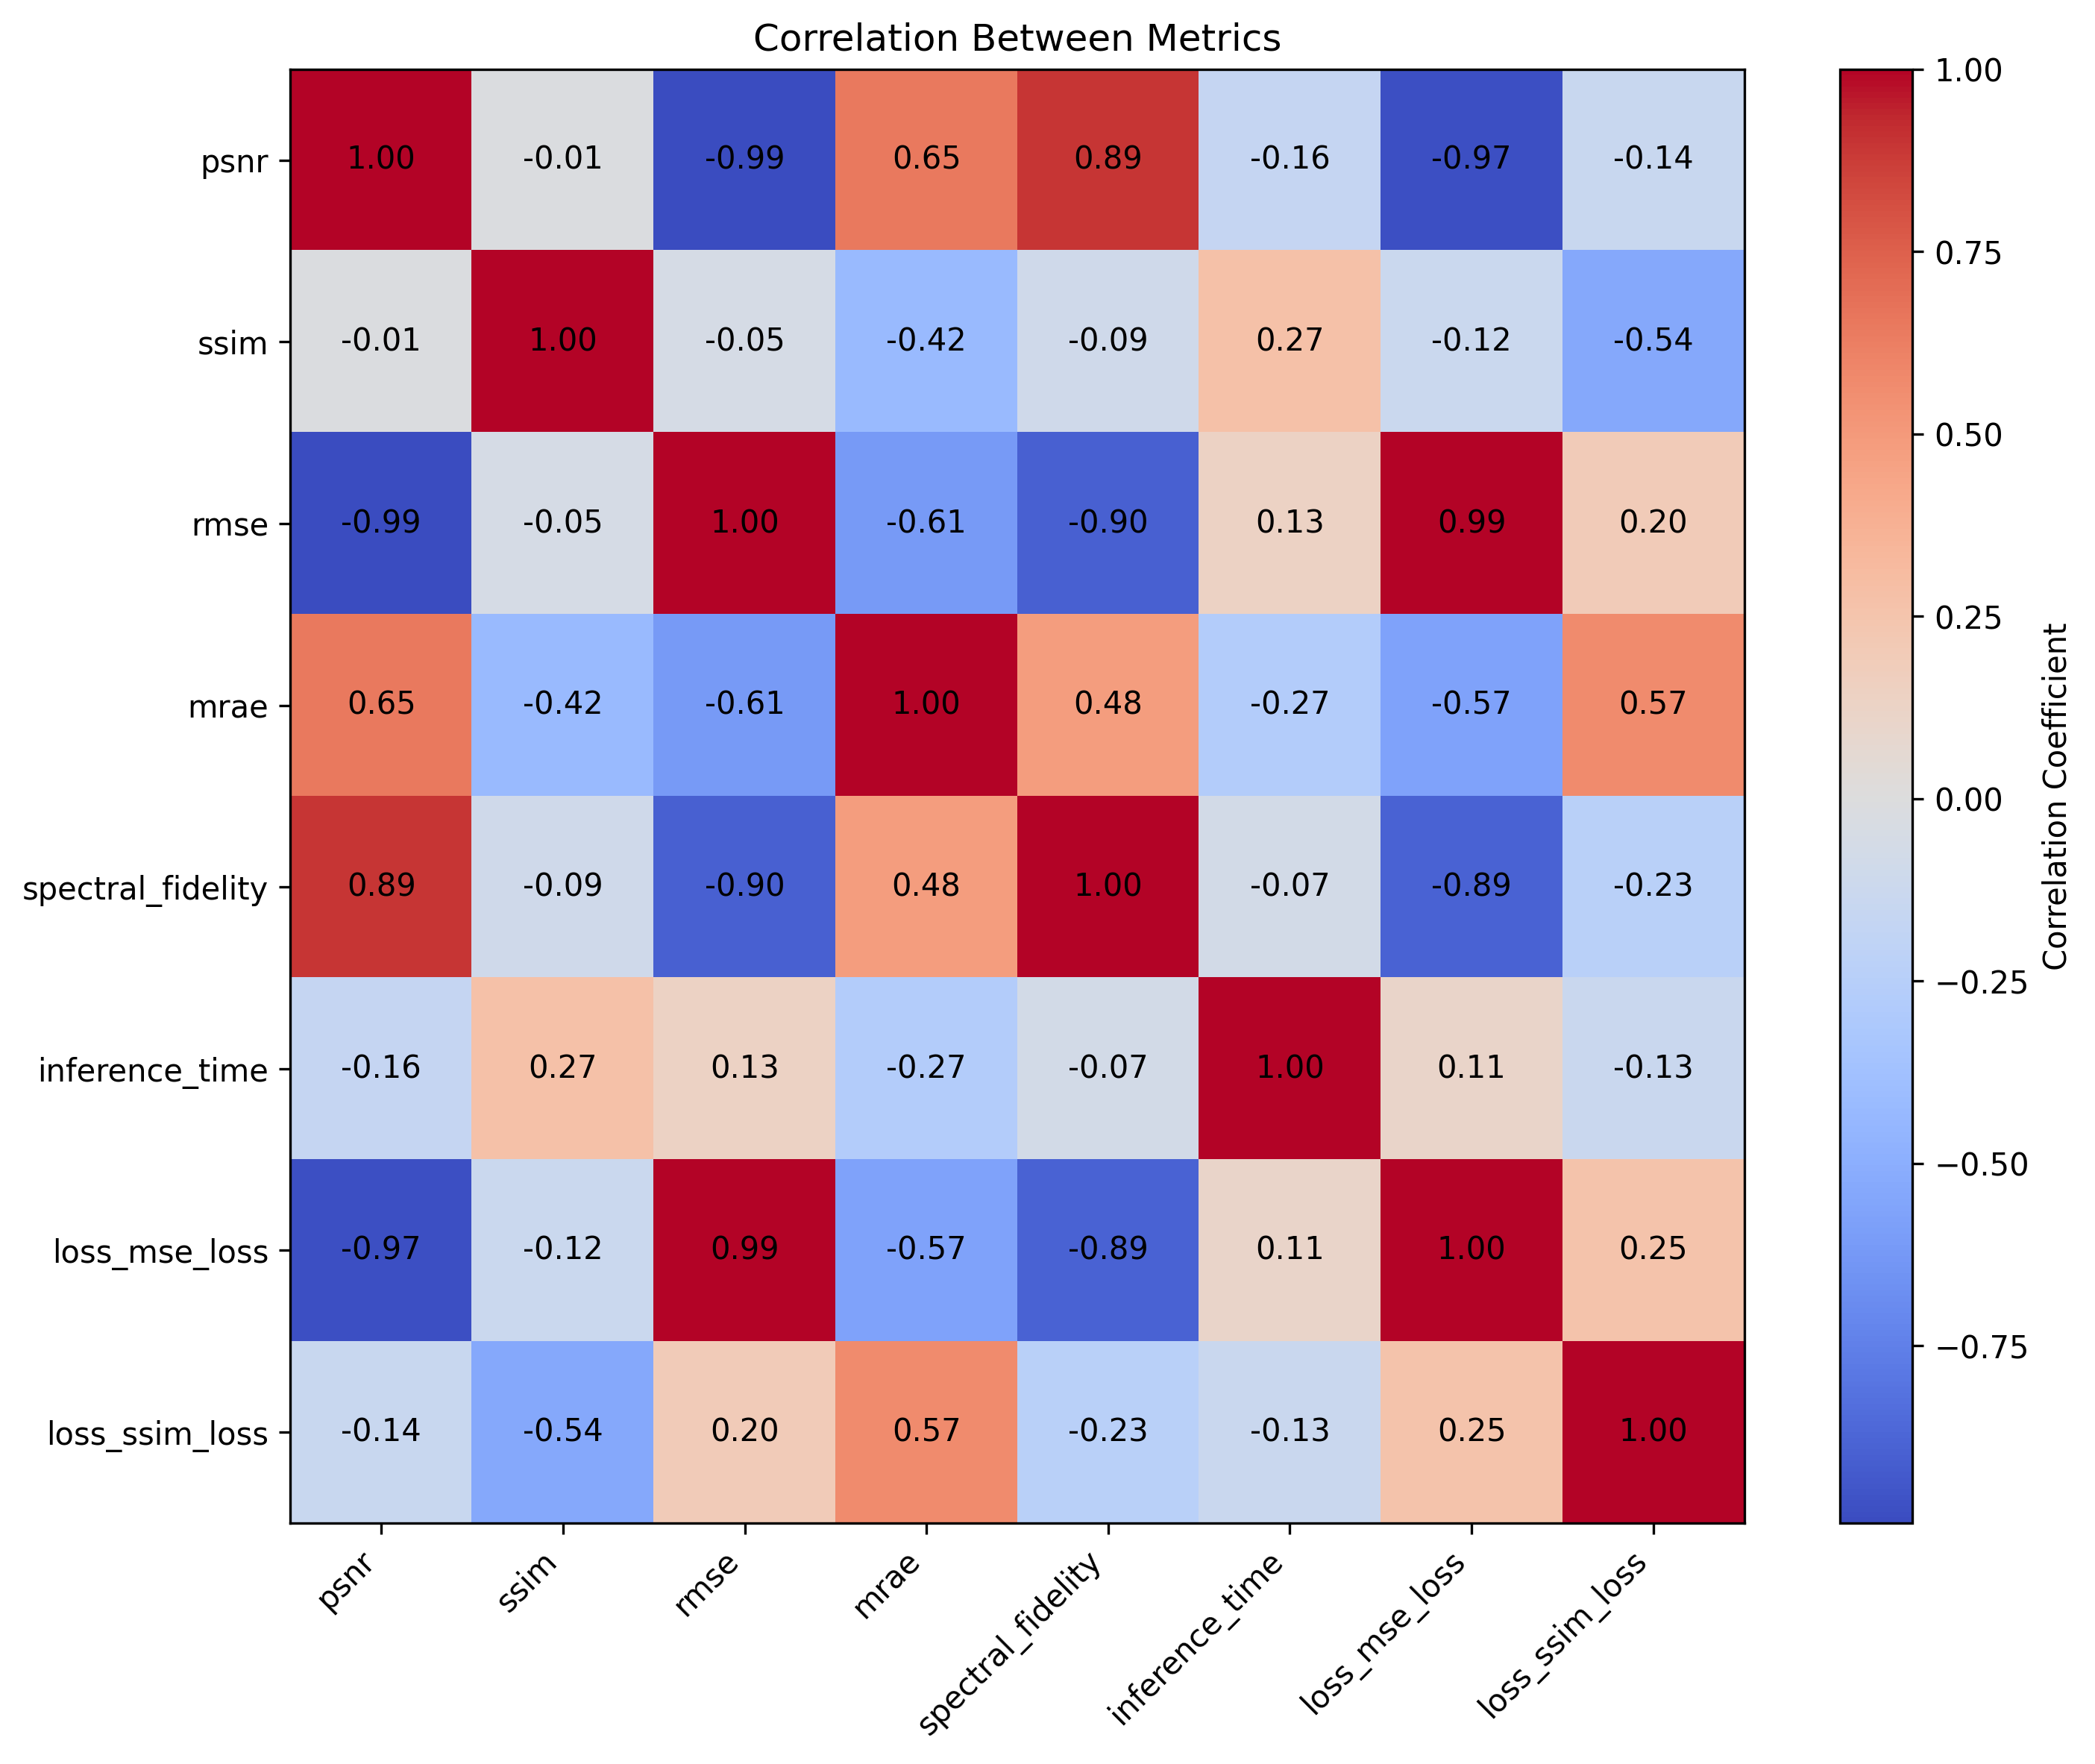 Correlation Between Metrics
psnr 1.00 -0.01 -0.99 0.65 0.89 -0.16 -0.97 -0.14
ssim -0.01 1.00 -0.05 -0.42 -0.09 0.27 -0.12 -0.54
rmse -0.99 -0.05 1.00 -0.61 -0.90 0.13 0.99 0.20
mrae 0.65 -0.42 -0.61 1.00 0.48 -0.27 -0.57 0.57
spectral_fidelity 0.89 -0.09 -0.90 0.48 1.00 -0.07 -0.89 -0.23
inference_time -0.16 0.27 0.13 -0.27 -0.07 1.00 0.11 -0.13
loss_mse_loss -0.97 -0.12 0.99 -0.57 -0.89 0.11 1.00 0.25
loss_ssim_loss -0.14 -0.54 0.20 0.57 -0.23 -0.13 0.25 1.00
psnr ssim rmse mrae spectral_fidelity inference_time loss_mse_loss loss_ssim_loss
1.00
0.75
0.50
0.25
0.00
−0.25
−0.50
−0.75
Correlation Coefficient